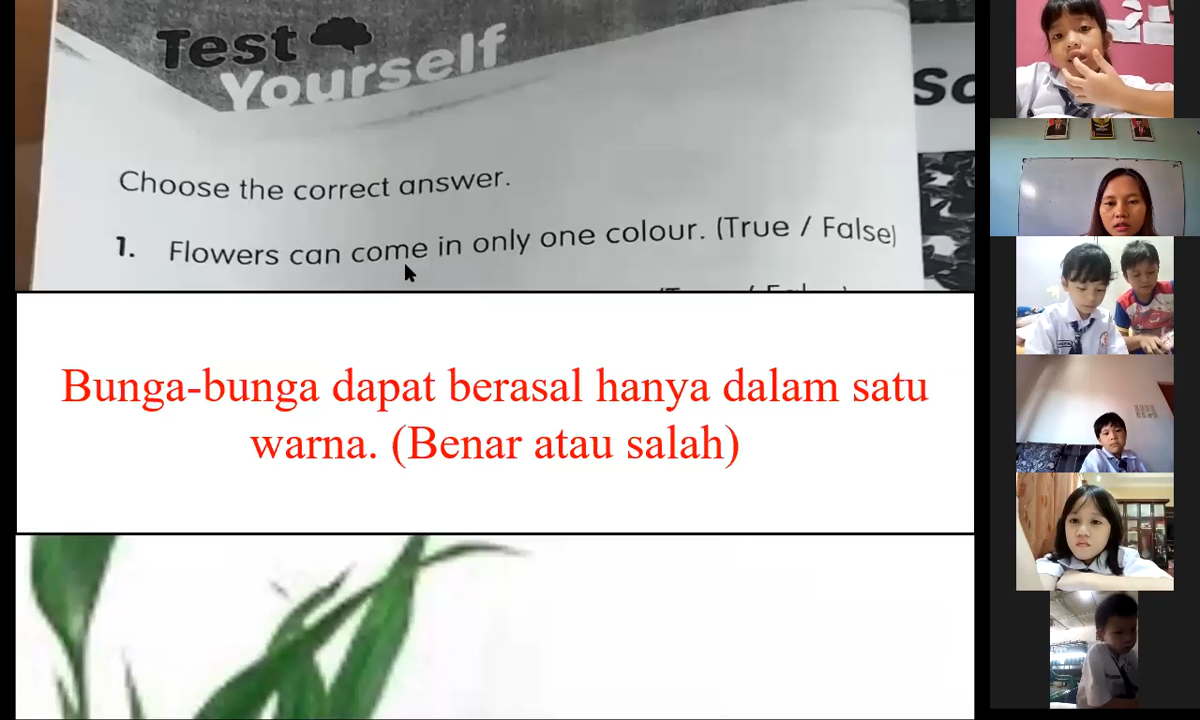 Test
Yourself
Choose the correct answer.
1. Flowers can come in only one colour. (True / False)
Bunga-bunga dapat berasal hanya dalam satu
warna. (Benar atau salah)